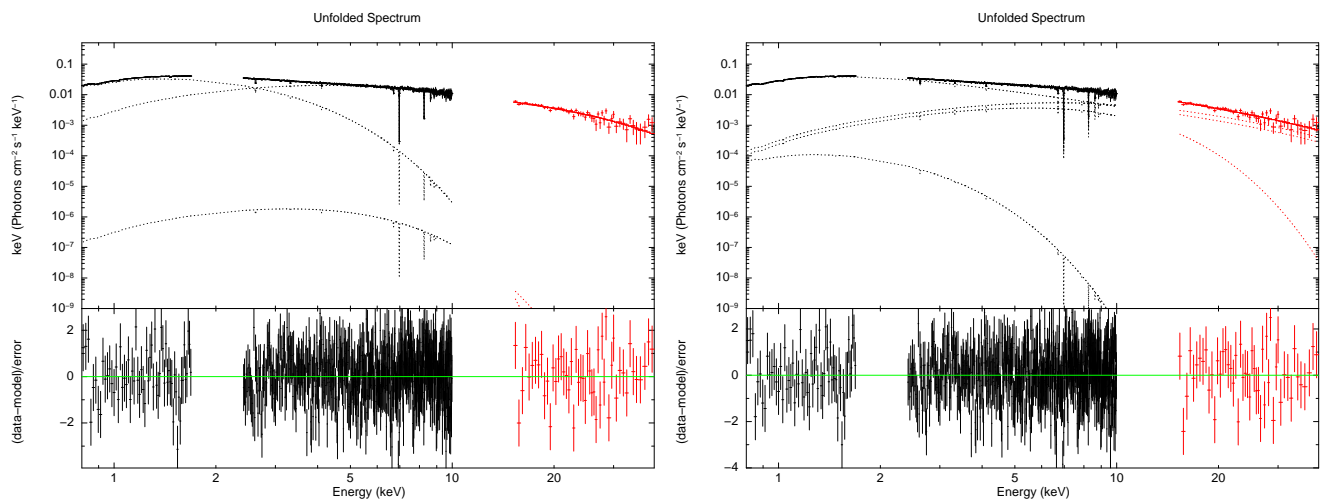 Unfolded Spectrum
keV (Photons cm⁻² s⁻¹ keV⁻¹)
0.1
0.01
10⁻³
10⁻⁴
10⁻⁵
10⁻⁶
10⁻⁷
10⁻⁸
10⁻⁹
(data−model)/error
2
0
−2
1 2 5 10 20
Energy (keV)
Unfolded Spectrum
keV (Photons cm⁻² s⁻¹ keV⁻¹)
0.1
0.01
10⁻³
10⁻⁴
10⁻⁵
10⁻⁶
10⁻⁷
10⁻⁸
10⁻⁹
(data−model)/error
2
0
−2
−4
1 2 5 10 20
Energy (keV)